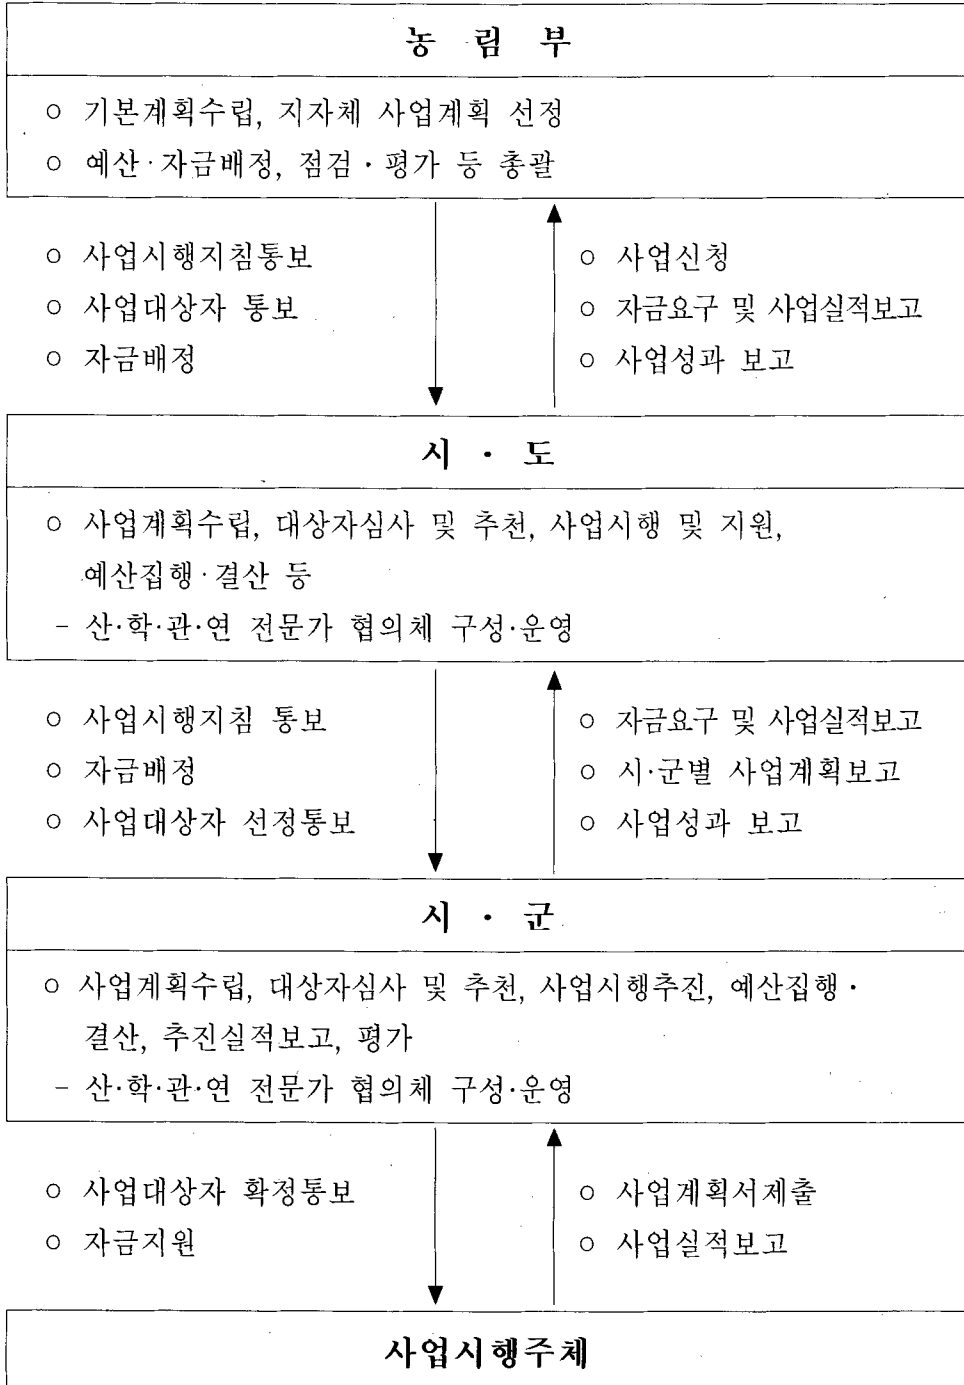 농 림 부
○ 기본계획수립, 지자체 사업계획 선정
○ 예산·자금배정, 점검·평가 등 총괄
○ 사업시행지침통보
○ 사업대상자 통보
○ 자금배정
○ 사업신청
○ 자금요구 및 사업실적보고
○ 사업성과 보고
시 · 도
○ 사업계획수립, 대상자심사 및 추천, 사업시행 및 지원,
예산집행·결산 등
- 산·학·관·연 전문가 협의체 구성·운영
○ 사업시행지침 통보
○ 자금배정
○ 사업대상자 선정통보
○ 자금요구 및 사업실적보고
○ 시·군별 사업계획보고
○ 사업성과 보고
시 · 군
○ 사업계획수립, 대상자심사 및 추천, 사업시행추진, 예산집행·
결산, 추진실적보고, 평가
- 산·학·관·연 전문가 협의체 구성·운영
○ 사업대상자 확정통보
○ 자금지원
○ 사업계획서제출
○ 사업실적보고
사업시행주체